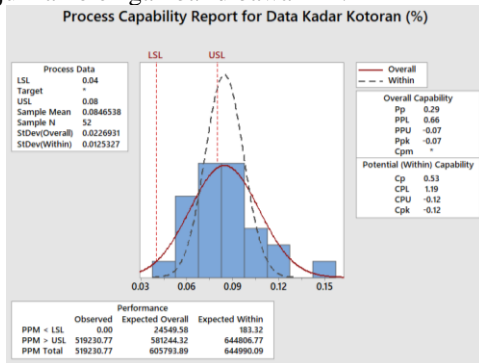 Process Capability Report for Data Kadar Kotoran (%)
LSL USL
Process Data
LSL 0.04
Target *
USL 0.08
Sample Mean 0.0846538
Sample N 52
StDev(Overall) 0.0226931
StDev(Within) 0.0125327
Overall
Within
Overall Capability
Pp 0.29
PPL 0.66
PPU -0.07
Ppk -0.07
Cpm *
Potential (Within) Capability
Cp 0.53
CPL 1.19
CPU -0.12
Cpk -0.12
0.03 0.06 0.09 0.12 0.15
Performance
Observed Expected Overall Expected Within
PPM < LSL 0.00 24549.58 183.32
PPM > USL 519230.77 581244.32 644806.77
PPM Total 519230.77 605793.89 644990.09